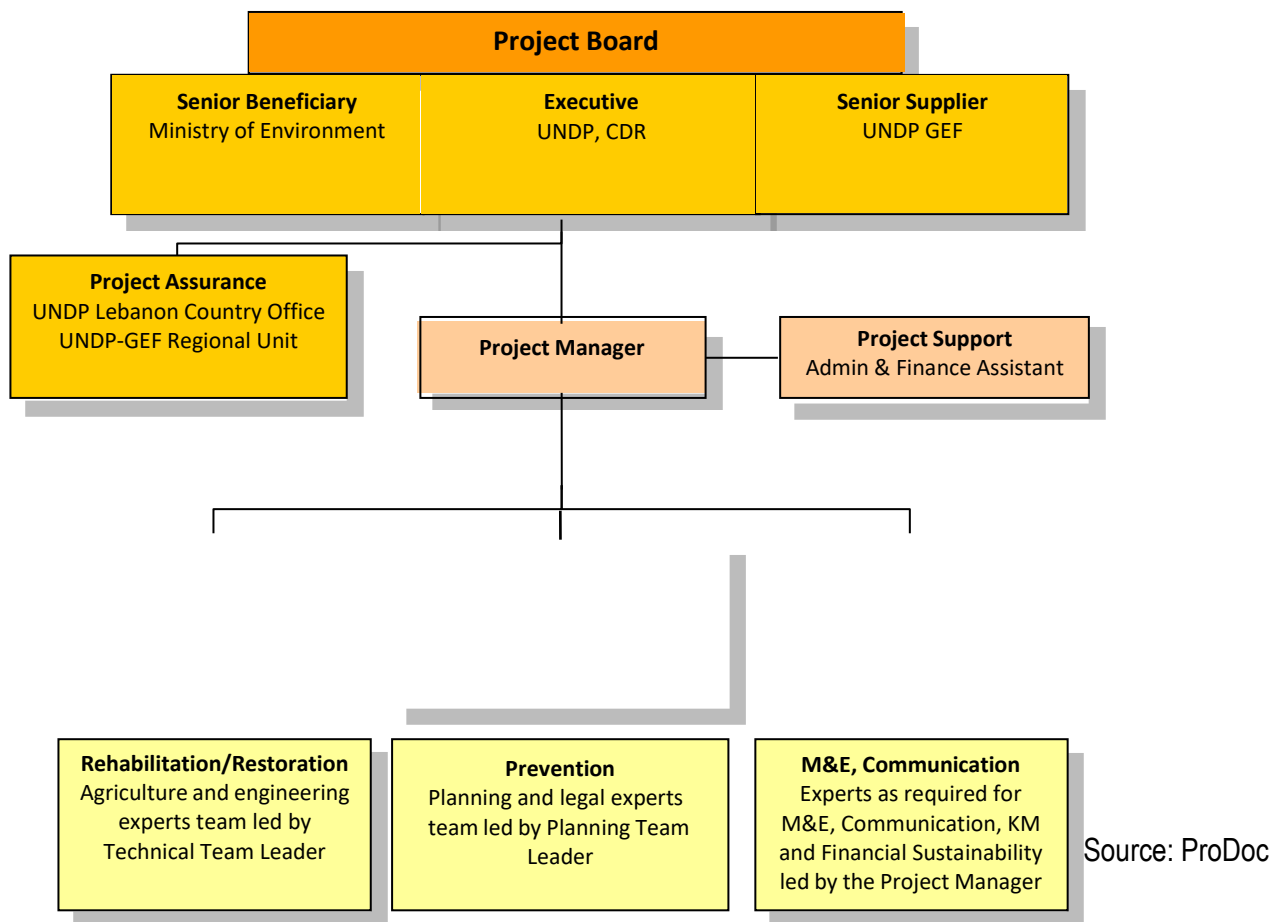 Project Board
Senior Beneficiary
Ministry of Environment
Executive
UNDP, CDR
Senior Supplier
UNDP GEF
Project Assurance
UNDP Lebanon Country Office
UNDP-GEF Regional Unit
Project Manager
Project Support
Admin & Finance Assistant
Rehabilitation/Restoration
Agriculture and engineering
experts team led by
Technical Team Leader
Prevention
Planning and legal experts
team led by Planning Team
Leader
M&E, Communication
Experts as required for
M&E, Communication, KM
and Financial Sustainability
led by the Project Manager
Source: ProDoc